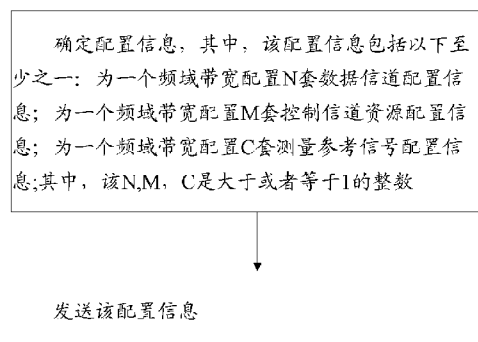 确定配置信息，其中，该配置信息包括以下至
少之一：为一个频域带宽配置N套数据信道配置信
息；为一个频域带宽配置M套控制信道资源配置信
息；为一个频域带宽配置C套测量参考信号配置信
息;其中，该N,M，C是大于或者等于1的整数
发送该配置信息